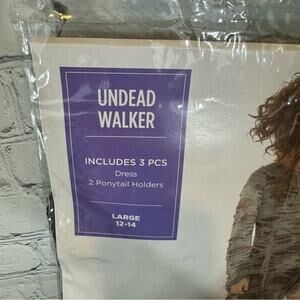 UNDEAD
WALKER
INCLUDES 3 PCS
Dress
2 Ponytail Holders
LARGE
12-14